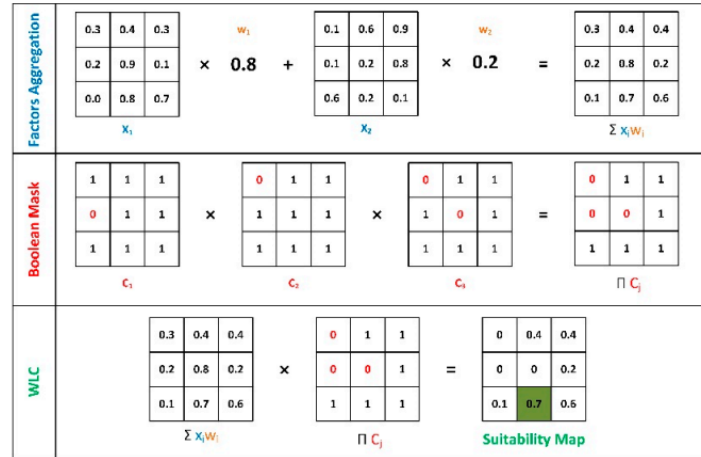 Factors Aggregation
w₁ w₂
0.3 0.4 0.3 0.1 0.6 0.9 0.3 0.4 0.4
0.2 0.9 0.1 × 0.8 + 0.1 0.2 0.8 × 0.2 = 0.2 0.8 0.2
0.0 0.8 0.7 0.6 0.2 0.1 0.1 0.7 0.6
X₁ X₂ Σ XᵢWᵢ
Boolean Mask
1 1 1 0 1 1 0 1 1 0 1 1
0 1 1 × 1 1 1 × 1 0 1 = 0 0 1
1 1 1 1 1 1 1 1 1 1 1 1
C₁ C₂ C₃ Π Cⱼ
WLC
0.3 0.4 0.4 0 1 1 0 0.4 0.4
0.2 0.8 0.2 × 0 0 1 = 0 0 0.2
0.1 0.7 0.6 1 1 1 0.1 0.7 0.6
Σ XᵢWᵢ Π Cⱼ Suitability Map